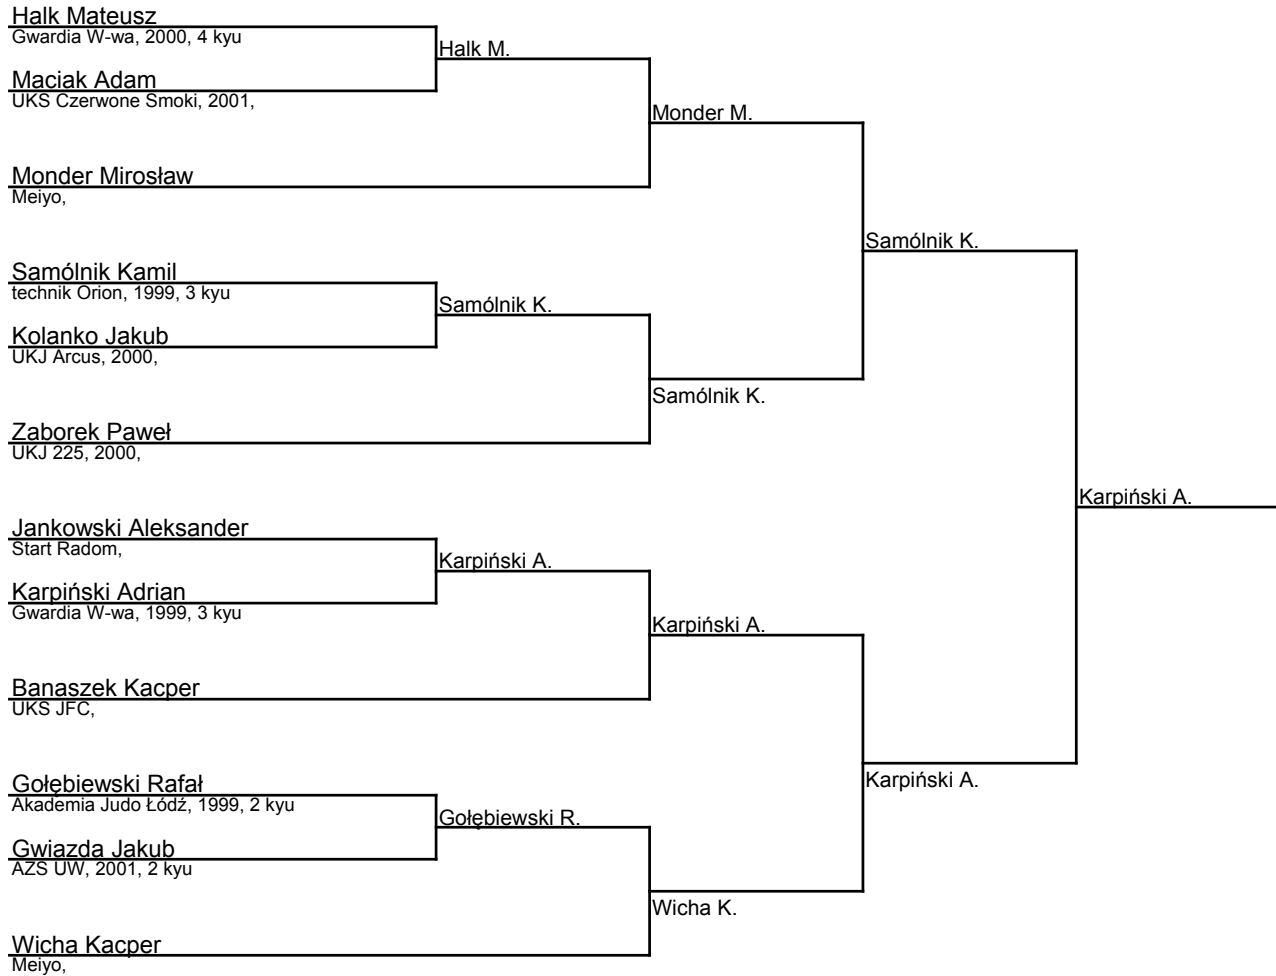 Halk Mateusz
Gwardia W-wa, 2000, 4 kyu
Halk M.
Maciak Adam
UKS Czerwone Smoki, 2001,
Monder M.
Monder Mirosław
Meiyo,
Samólnik K.
Samólnik Kamil
technik Orion, 1999, 3 kyu
Samólnik K.
Kolanko Jakub
UKJ Arcus, 2000,
Samólnik K.
Zaborek Paweł
UKJ 225, 2000,
Karpiński A.
Jankowski Aleksander
Start Radom,
Karpiński A.
Karpiński Adrian
Gwardia W-wa, 1999, 3 kyu
Karpiński A.
Banaszek Kacper
UKS JFC,
Karpiński A.
Gołębiewski Rafał
Akademia Judo Łódź, 1999, 2 kyu
Gołębiewski R.
Gwiazda Jakub
AZS UW, 2001, 2 kyu
Wicha K.
Wicha Kacper
Meiyo,